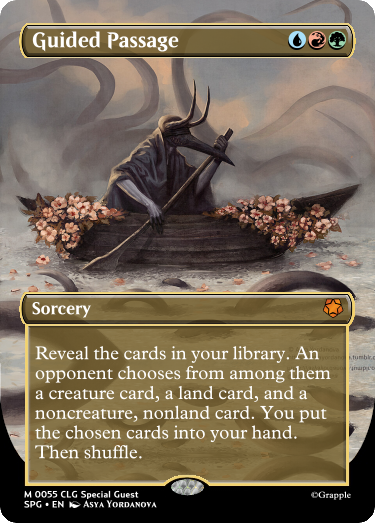 Guided Passage
Sorcery
Reveal the cards in your library. An
opponent chooses from among them
a creature card, a land card, and a
noncreature, nonland card. You put
the chosen cards into your hand.
Then shuffle.
M 0055 CLG Special Guest
SPG • EN Asya Yordanova
©Grapple